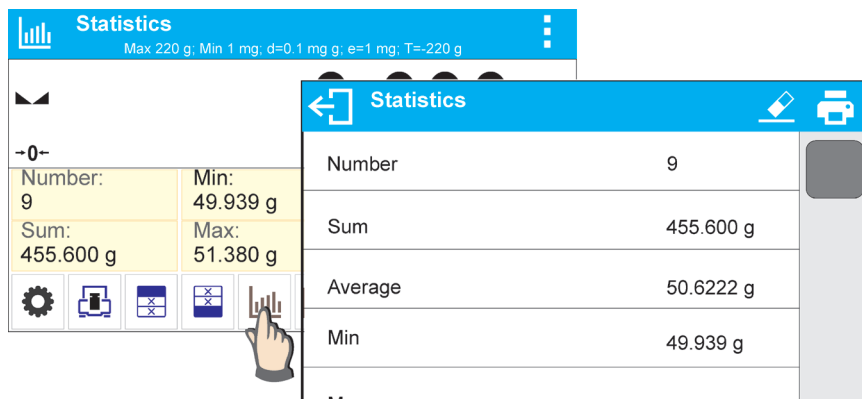 Statistics
Max 220 g; Min 1 mg; d=0.1 mg g; e=1 mg; T=-220 g
→0←
Number:
9
Min:
49.939 g
Sum:
455.600 g
Max:
51.380 g
Statistics
Number 9
Sum 455.600 g
Average 50.6222 g
Min 49.939 g